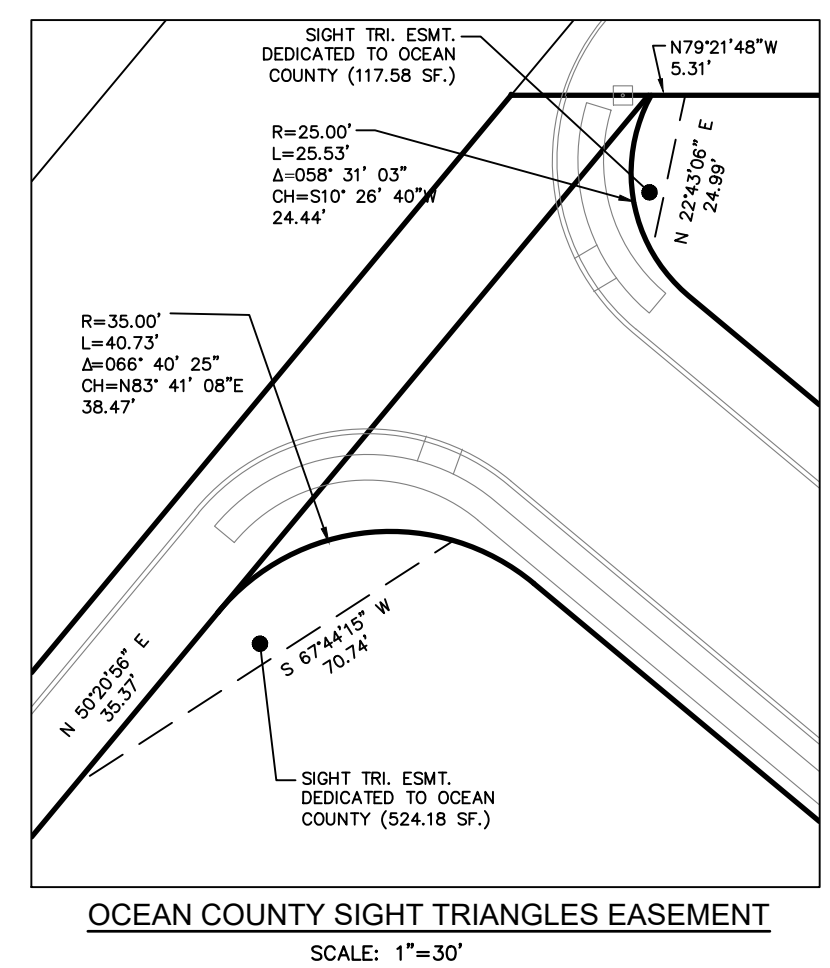 SIGHT TRI. ESMT.
DEDICATED TO OCEAN
COUNTY (117.58 SF.)
N79°21'48"W
5.31'
R=25.00'
L=25.53'
Δ=058° 31' 03"
CH=S10° 26' 40"W
24.44'
N 22°43'06" E
24.99'
R=35.00'
L=40.73'
Δ=066° 40' 25"
CH=N83° 41' 08"E
38.47'
N 50°20'56" E
35.37'
S 67°44'15" W
70.74'
SIGHT TRI. ESMT.
DEDICATED TO OCEAN
COUNTY (524.18 SF.)
OCEAN COUNTY SIGHT TRIANGLES EASEMENT
SCALE: 1"=30'